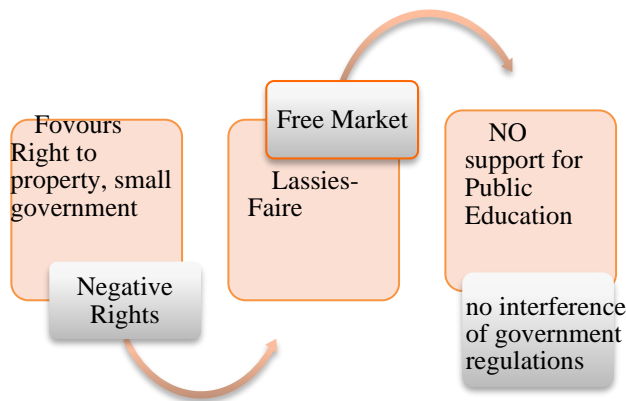 Fovours
Right to
property, small
government
Negative
Rights
Free Market
Lassies-
Faire
NO
support for
Public
Education
no interference
of government
regulations